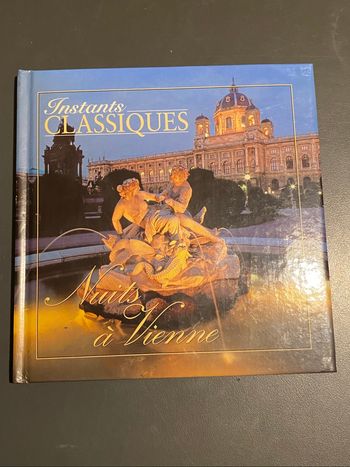 Instants
CLASSIQUES
Nuits
à Vienne